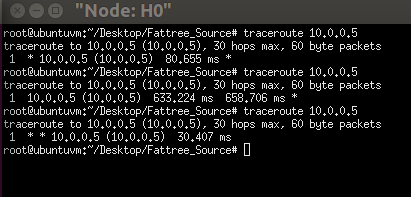 "Node: H0"
root@ubuntuvm:~/Desktop/Fattree_Source# traceroute 10.0.0.5
traceroute to 10.0.0.5 (10.0.0.5), 30 hops max, 60 byte packets
 1  * 10.0.0.5 (10.0.0.5)  80.655 ms *
root@ubuntuvm:~/Desktop/Fattree_Source# traceroute 10.0.0.5
traceroute to 10.0.0.5 (10.0.0.5), 30 hops max, 60 byte packets
 1  10.0.0.5 (10.0.0.5)  633.224 ms  658.706 ms *
root@ubuntuvm:~/Desktop/Fattree_Source# traceroute 10.0.0.5
traceroute to 10.0.0.5 (10.0.0.5), 30 hops max, 60 byte packets
 1  * * 10.0.0.5 (10.0.0.5)  30.407 ms
root@ubuntuvm:~/Desktop/Fattree_Source#